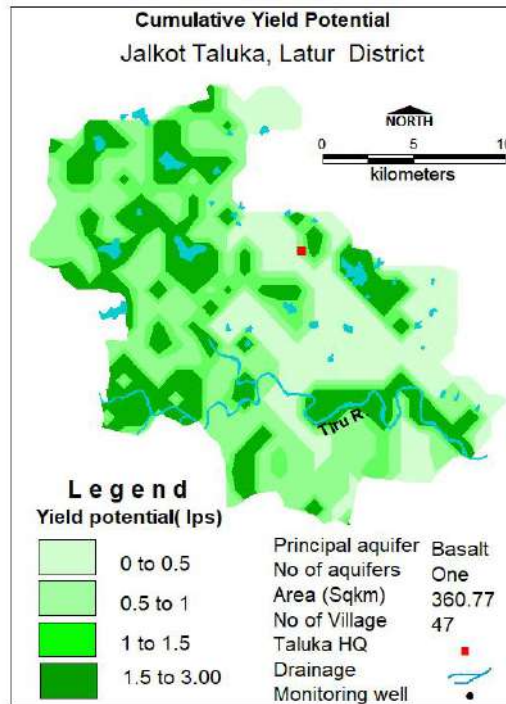 Cumulative Yield Potential
Jalkot Taluka, Latur District
NORTH
0 5 10
kilometers
Tiru R.
Legend
Yield potential( lps)
0 to 0.5
0.5 to 1
1 to 1.5
1.5 to 3.00
Principal aquifer Basalt
No of aquifers One
Area (Sqkm) 360.77
No of Village 47
Taluka HQ
Drainage
Monitoring well